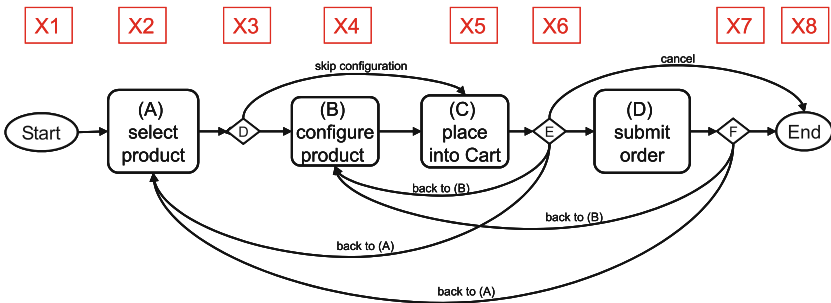 X1 X2 X3 X4 X5 X6 X7 X8
skip configuration
cancel
Start
(A)
select
product
D
(B)
configure
product
(C)
place
into Cart
E
(D)
submit
order
F
End
back to (B)
back to (B)
back to (A)
back to (A)